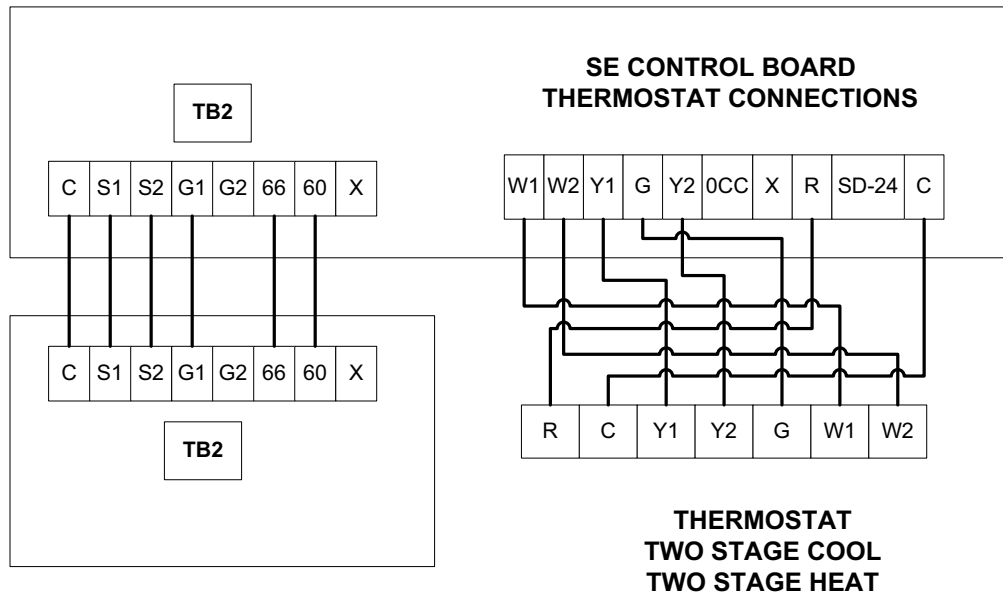 SE CONTROL BOARD
THERMOSTAT CONNECTIONS
TB2
C S1 S2 G1 G2 66 60 X
W1 W2 Y1 G Y2 0CC X R SD-24 C
C S1 S2 G1 G2 66 60 X
TB2
R C Y1 Y2 G W1 W2
THERMOSTAT
TWO STAGE COOL
TWO STAGE HEAT